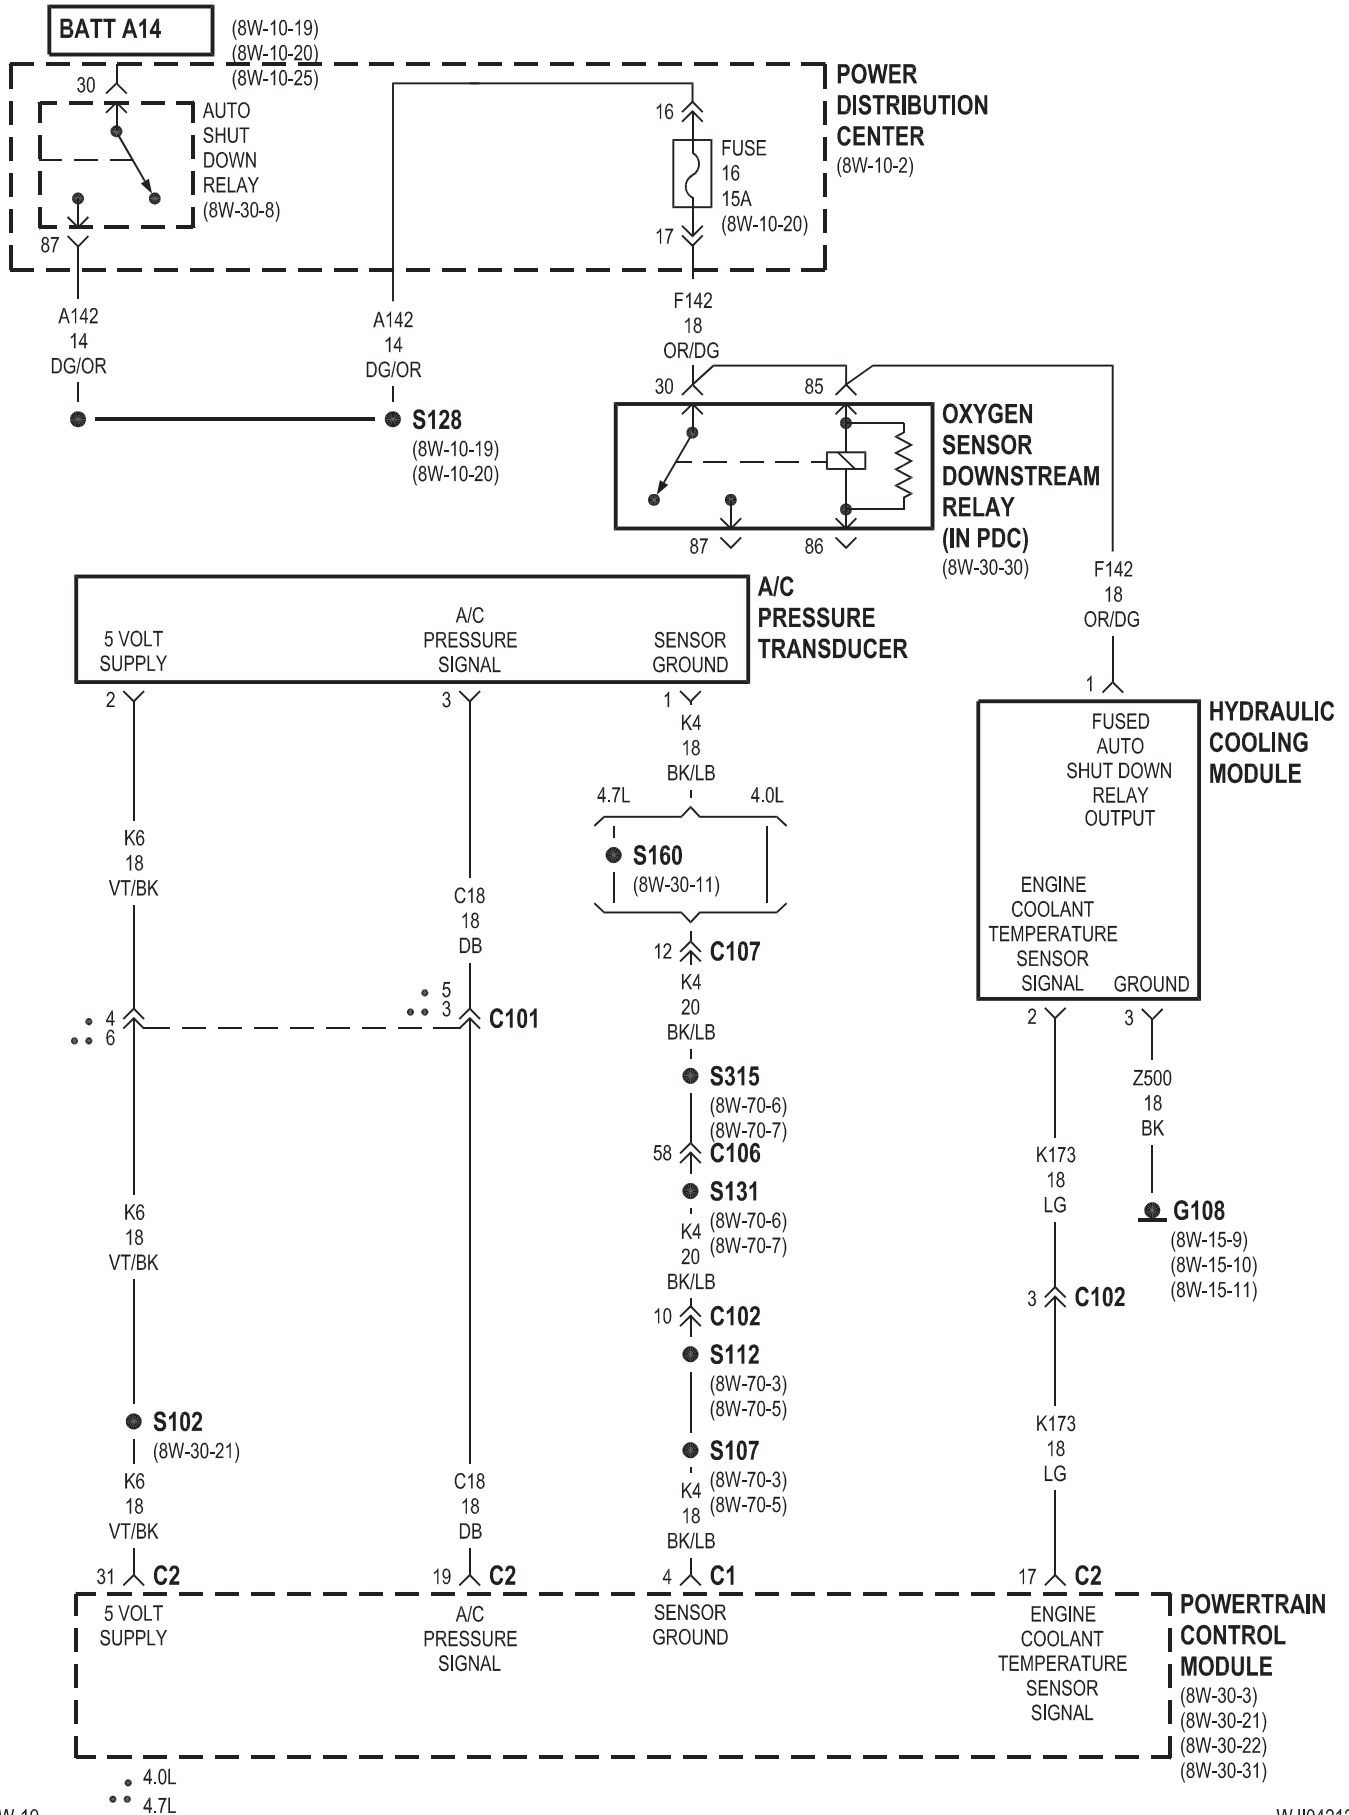 BATT A14
(8W-10-19)
(8W-10-20)
(8W-10-25)
30
AUTO
SHUT
DOWN
RELAY
(8W-30-8)
87
16
FUSE
16
15A
(8W-10-20)
17
POWER
DISTRIBUTION
CENTER
(8W-10-2)
A142
14
DG/OR
A142
14
DG/OR
S128
(8W-10-19)
(8W-10-20)
F142
18
OR/DG
30
85
87
86
OXYGEN
SENSOR
DOWNSTREAM
RELAY
(IN PDC)
(8W-30-30)
F142
18
OR/DG
A/C
PRESSURE
TRANSDUCER
5 VOLT
SUPPLY
A/C
PRESSURE
SIGNAL
SENSOR
GROUND
2
3
1
1
HYDRAULIC
COOLING
MODULE
FUSED
AUTO
SHUT DOWN
RELAY
OUTPUT
ENGINE
COOLANT
TEMPERATURE
SENSOR
SIGNAL
GROUND
2
3
K4
18
BK/LB
4.7L
4.0L
S160
(8W-30-11)
K6
18
VT/BK
C18
18
DB
12
C107
K4
20
BK/LB
4
6
5
3
C101
S315
(8W-70-6)
(8W-70-7)
58
C106
S131
(8W-70-6)
(8W-70-7)
K4
20
BK/LB
Z500
18
BK
K173
18
LG
G108
(8W-15-9)
(8W-15-10)
(8W-15-11)
K6
18
VT/BK
10
C102
3
C102
S112
(8W-70-3)
(8W-70-5)
S102
(8W-30-21)
S107
(8W-70-3)
(8W-70-5)
K173
18
LG
K6
18
VT/BK
C18
18
DB
K4
18
BK/LB
31
C2
19
C2
4
C1
17
C2
5 VOLT
SUPPLY
A/C
PRESSURE
SIGNAL
SENSOR
GROUND
ENGINE
COOLANT
TEMPERATURE
SENSOR
SIGNAL
POWERTRAIN
CONTROL
MODULE
(8W-30-3)
(8W-30-21)
(8W-30-22)
(8W-30-31)
4.0L
4.7L